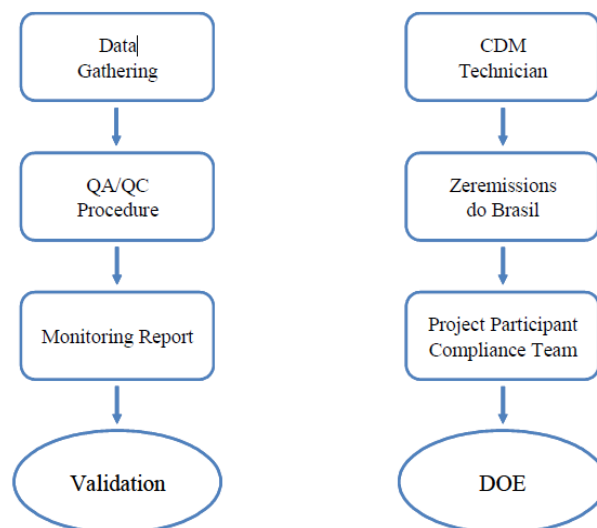 Data
Gathering
QA/QC
Procedure
Monitoring Report
Validation
CDM
Technician
Zeremissions
do Brasil
Project Participant
Compliance Team
DOE